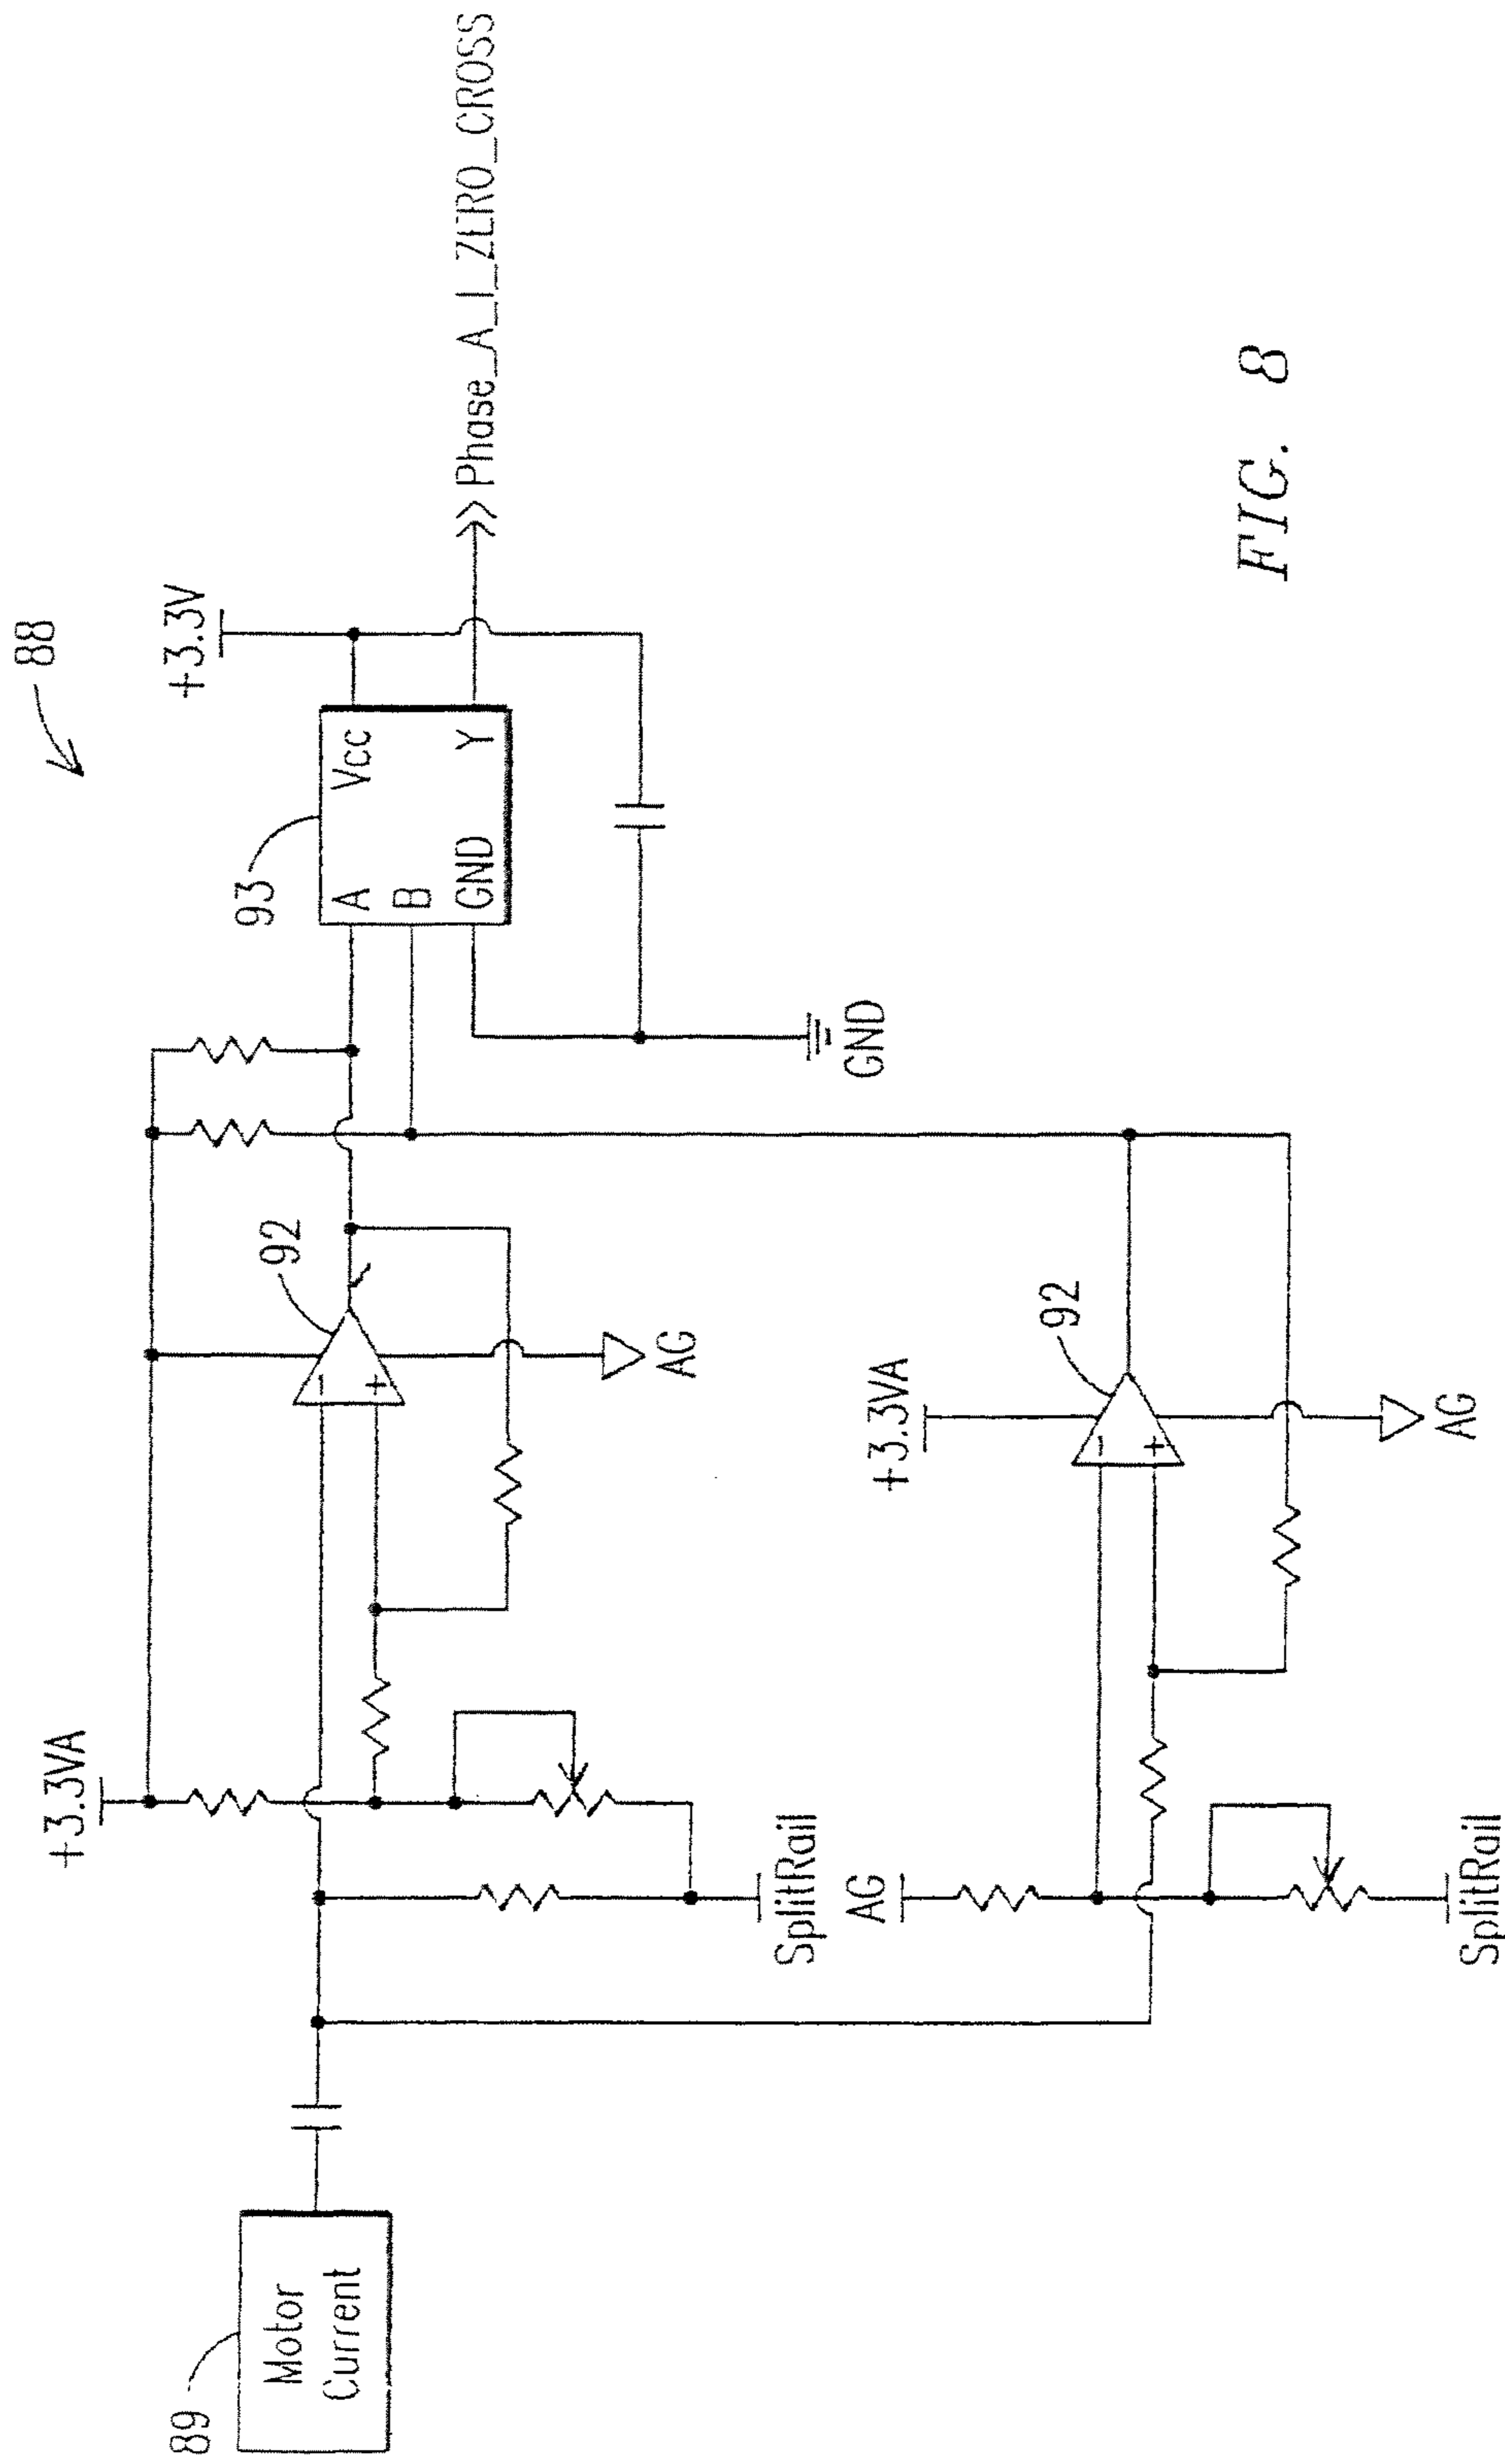 88
+3.3VA
+3.3V
93
A
Vcc
B
GND
Y
Phase_A_I_ZERO_CROSS
92
-
+
AG
GND
89
Motor
Current
SplitRail
AG
+3.3VA
92
-
+
AG
SplitRail
FIG. 8